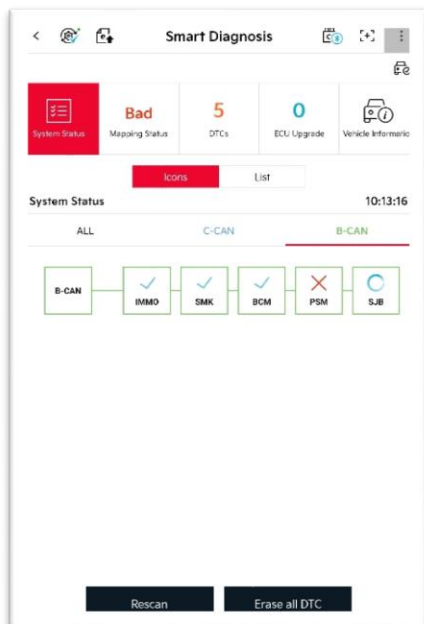 Smart Diagnosis
Bad 5 0
System Status Mapping Status DTCs ECU Upgrade Vehicle Informatic
Icons List
System Status 10:13:16
ALL C-CAN B-CAN
B-CAN IMMO SMK BCM PSM SJB
Rescan Erase all DTC